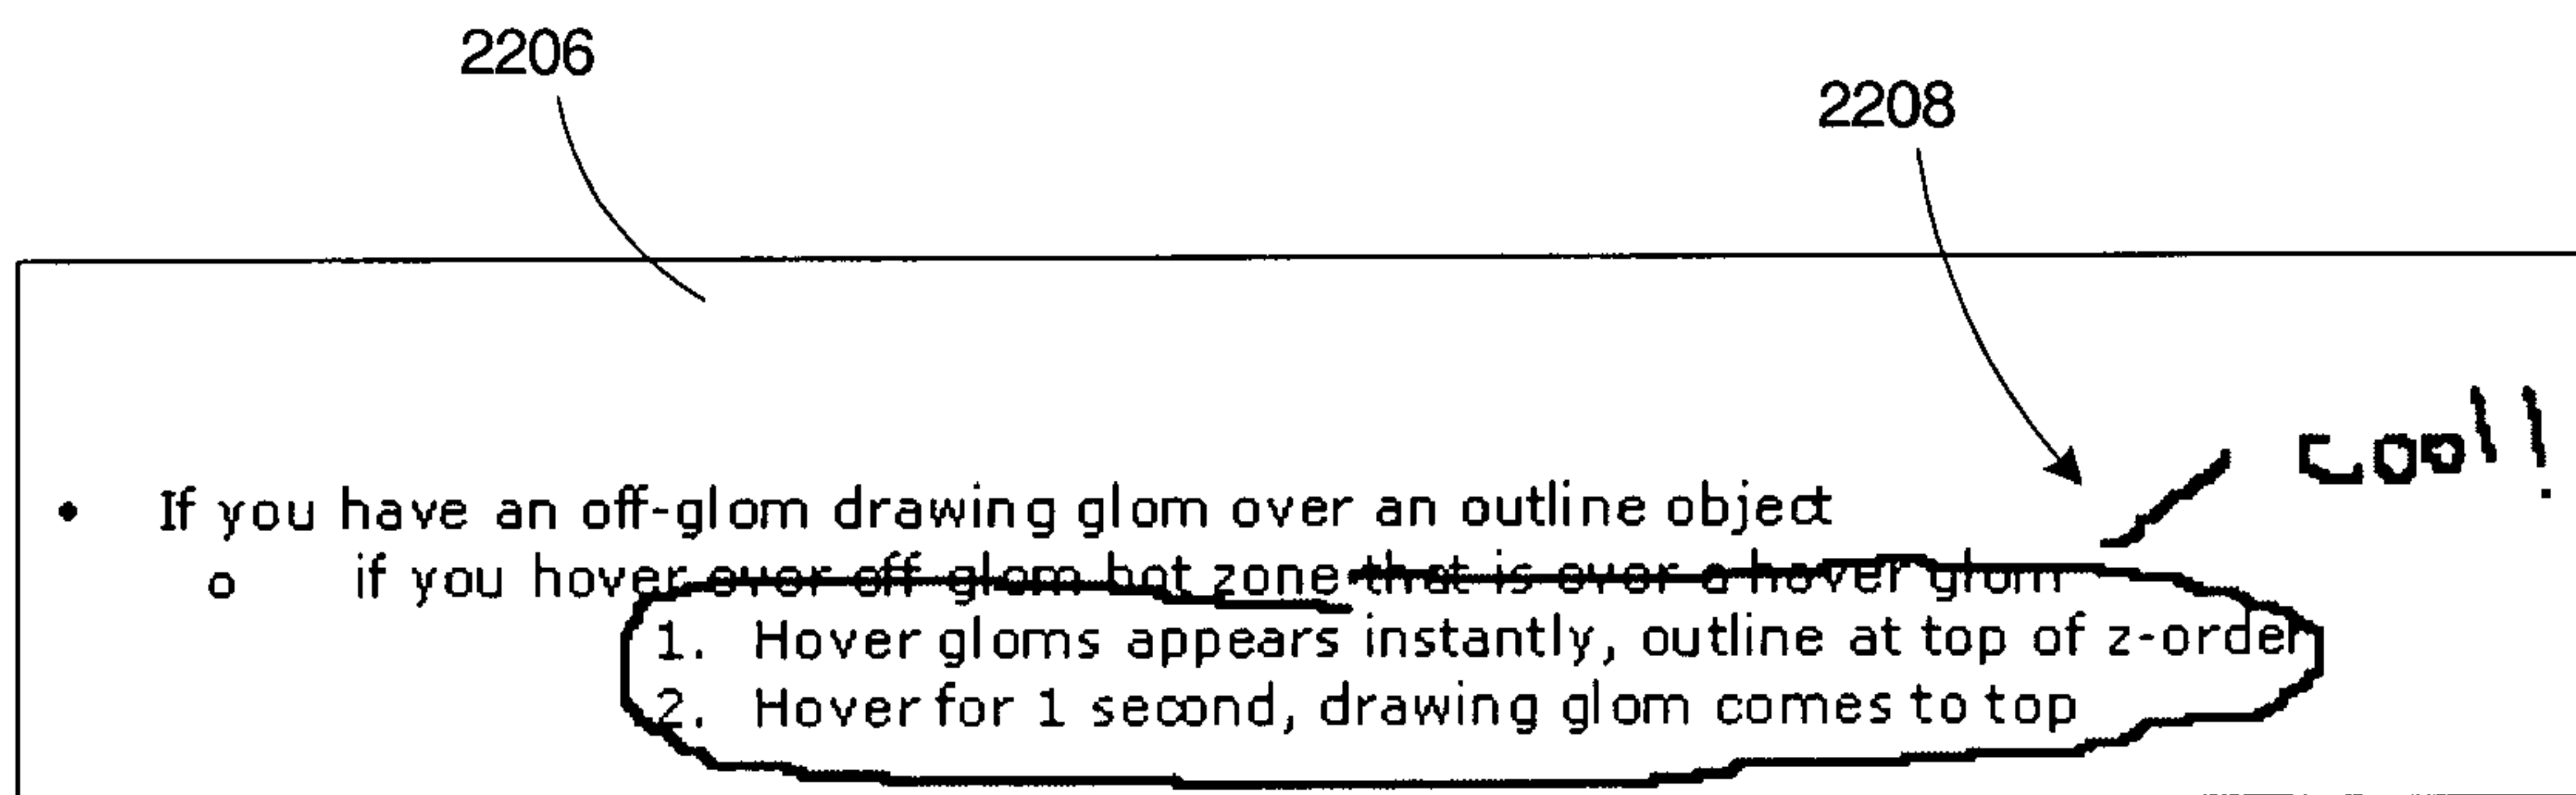 2206
2208
cool!
• If you have an off-glom drawing glom over an outline object
o if you hover over off-glom hot zone that is over a hover glom
1. Hover gloms appears instantly, outline at top of z-order
2. Hover for 1 second, drawing glom comes to top